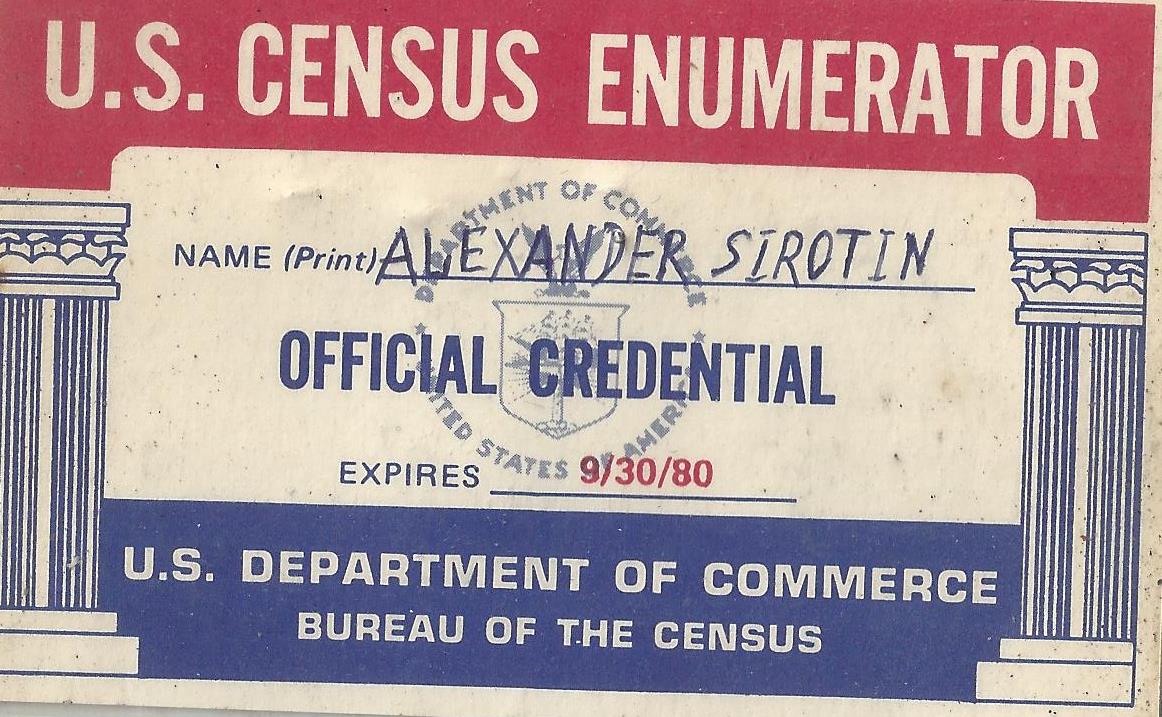 U.S. CENSUS ENUMERATOR
NAME (Print) ALEXANDER SIROTIN
DEPARTMENT OF COMMERCE
OFFICIAL CREDENTIAL
UNITED STATES OF AMERICA
EXPIRES 9/30/80
U.S. DEPARTMENT OF COMMERCE
BUREAU OF THE CENSUS